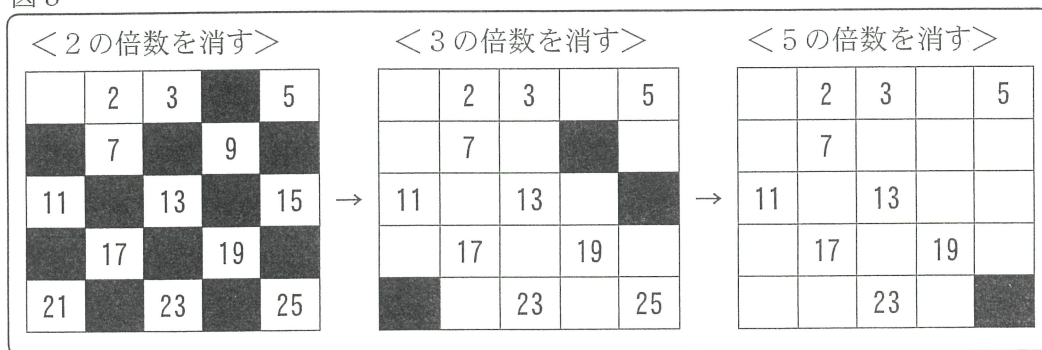 図
<2の倍数を消す> <3の倍数を消す> <5の倍数を消す>
2 3 5 2 3 5 2 3 5
7 9 7 7
11 13 15 → 11 13 → 11 13
17 19 17 19 17 19
21 23 25 23 25 23